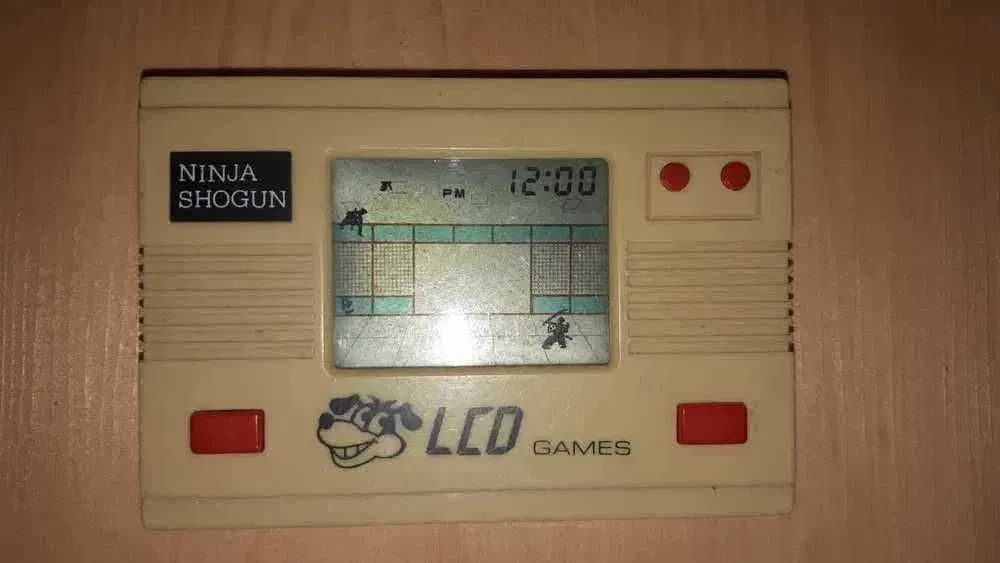 NINJA
SHOGUN
PM
12:00
LCD GAMES